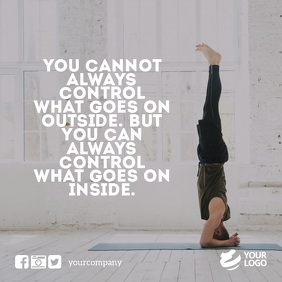 YOU CANNOT
ALWAYS
CONTROL
WHAT GOES ON
OUTSIDE. BUT
YOU CAN
ALWAYS
CONTROL
WHAT GOES ON
INSIDE.
yourcompany
YOUR
LOGO